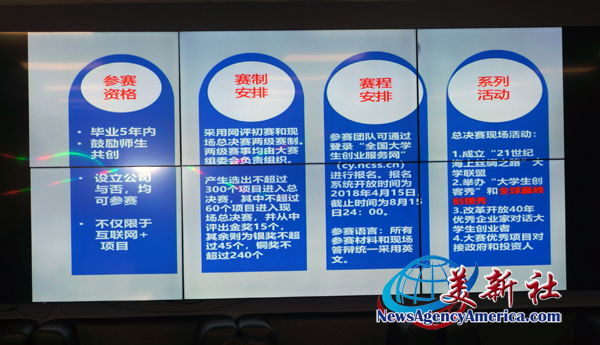 参赛
资格
• 毕业5年内
• 鼓励师生
共创
• 设立公司
与否，均
可参赛
• 不仅限于
互联网+
项目
赛制
安排
采用网评初赛和现
场总决赛两级赛制。
两级赛事均由大赛
组委会负责组织。
产生选出不超过
300个项目进入总
决赛，其中不超过
60个项目进入现
场总决赛，并从中
评出金奖15个，
其余则为银奖不超
过45个，铜奖不
超过240个
赛程
安排
参赛团队可通过
登录“全国大学
生创业服务网”
(cy.ncss.cn)
进行报名。报名
系统开放时间为
2018年4月15日，
截止时间为8月15
日24：00。
参赛语言：所有
参赛材料和现场
答辩统一采用英
文。
系列
活动
总决赛现场活动：
1.成立“21世纪
海上丝绸之路”大
学联盟
2.举办“大学生创
客秀”和全球巅峰
创领秀
3.改革开放40年
优秀企业家对话大
学生创业者
4.大赛优秀项目对
接政府和投资人
美新社
NewsAgencyAmerica.com